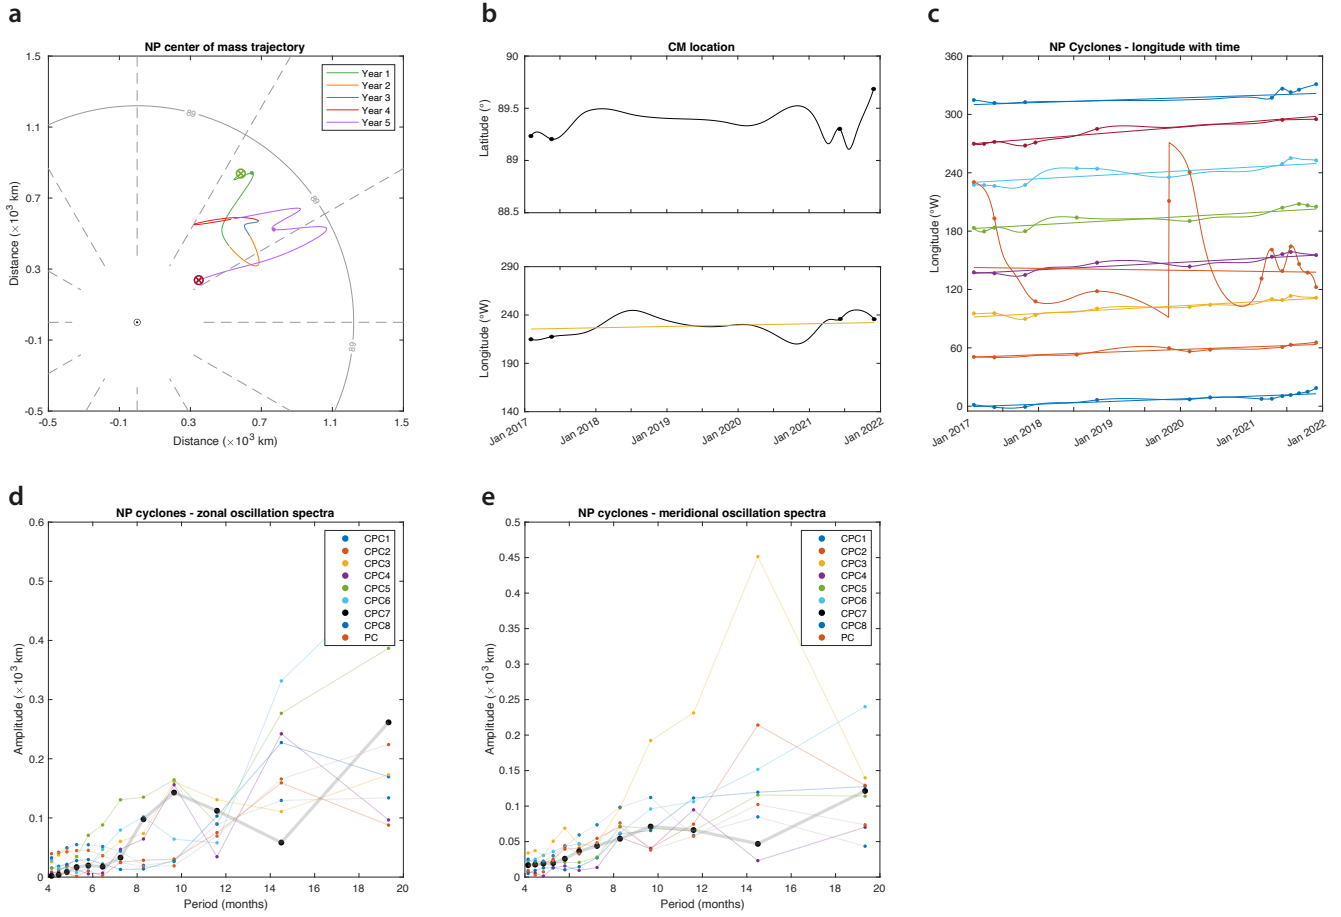 a
NP center of mass trajectory
1.5
1.1
0.7
0.3
-0.1
-0.5
Distance (×10³ km)
Year 1
Year 2
Year 3
Year 4
Year 5
89
89
89
-0.5
-0.1
0.3
0.7
1.1
1.5
Distance (×10³ km)
b
CM location
90
89.5
89
88.5
Latitude (°)
290
240
190
140
Longitude (°W)
Jan 2017
Jan 2018
Jan 2019
Jan 2020
Jan 2021
Jan 2022
c
NP Cyclones - longitude with time
360
300
240
180
120
60
0
Longitude (°W)
Jan 2017
Jan 2018
Jan 2019
Jan 2020
Jan 2021
Jan 2022
d
NP cyclones - zonal oscillation spectra
0.6
0.5
0.4
0.3
0.2
0.1
0
Amplitude (×10³ km)
CPC1
CPC2
CPC3
CPC4
CPC5
CPC6
CPC7
CPC8
PC
4
6
8
10
12
14
16
18
20
Period (months)
e
NP cyclones - meridional oscillation spectra
0.5
0.45
0.4
0.35
0.3
0.25
0.2
0.15
0.1
0.05
0
Amplitude (×10³ km)
CPC1
CPC2
CPC3
CPC4
CPC5
CPC6
CPC7
CPC8
PC
4
6
8
10
12
14
16
18
20
Period (months)